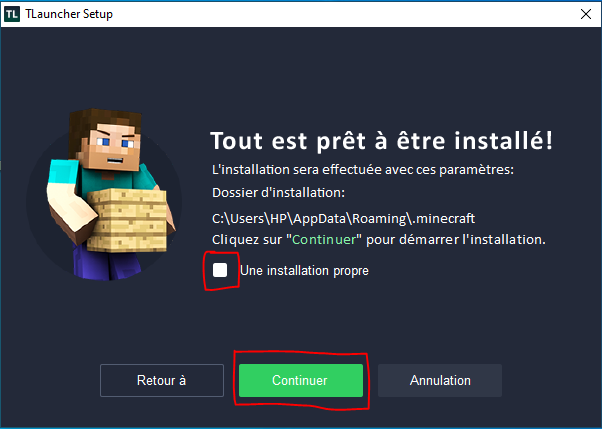 TL TLauncher Setup
Tout est prêt à être installé!
L'installation sera effectuée avec ces paramètres:
Dossier d'installation:
C:\Users\HP\AppData\Roaming\.minecraft
Cliquez sur "Continuer" pour démarrer l'installation.
Une installation propre
Retour à
Continuer
Annulation